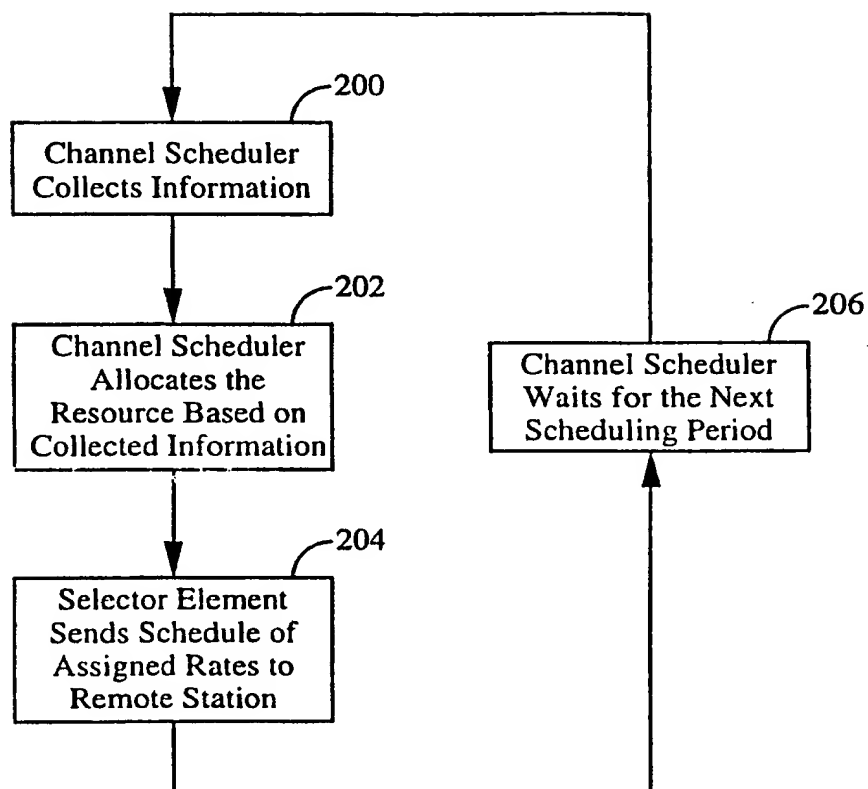 200
Channel Scheduler
Collects Information
202
Channel Scheduler
Allocates the
Resource Based on
Collected Information
204
Selector Element
Sends Schedule of
Assigned Rates to
Remote Station
206
Channel Scheduler
Waits for the Next
Scheduling Period